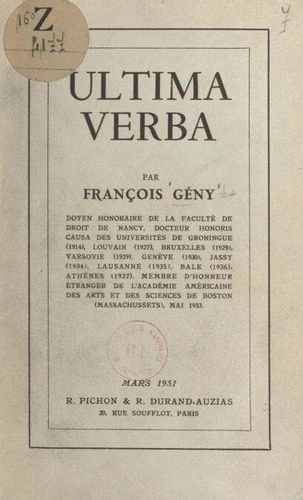 Z
ULTIMA
VERBA
PAR
FRANÇOIS GÉNY
DOYEN HONORAIRE DE LA FACULTÉ DE
DROIT DE NANCY, DOCTEUR HONORIS
CAUSA DES UNIVERSITÉS DE GRONINGUE
(1914), LOUVAIN (1927), BRUXELLES (1929),
VARSOVIE (1929), GENÈVE (1930), JASSY
(1934), LAUSANNE (1935), BALE (1936),
ATHÈNES (1937). MEMBRE D'HONNEUR
ÉTRANGER DE L'ACADÉMIE AMÉRICAINE
DES ARTS ET DES SCIENCES DE BOSTON
(MASSACHUSSETS), MAI 1933.
RF
MARS 1951
R. PICHON & R. DURAND-AUZIAS
20, RUE SOUFFLOT, PARIS